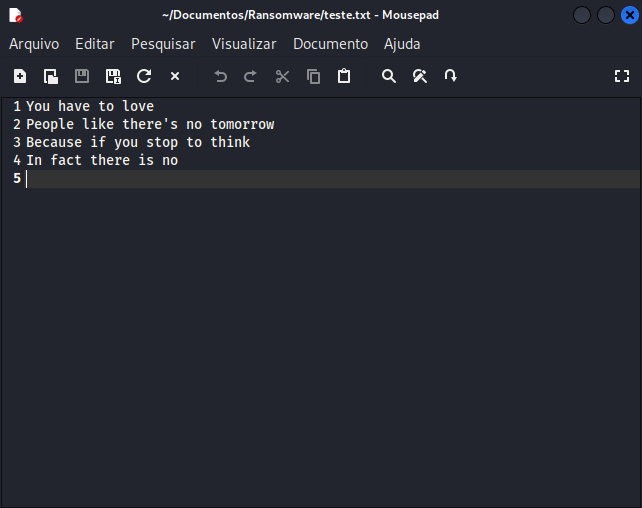 ~/Documentos/Ransomware/teste.txt - Mousepad
Arquivo Editar Pesquisar Visualizar Documento Ajuda
1 You have to love
2 People like there's no tomorrow
3 Because if you stop to think
4 In fact there is no
5